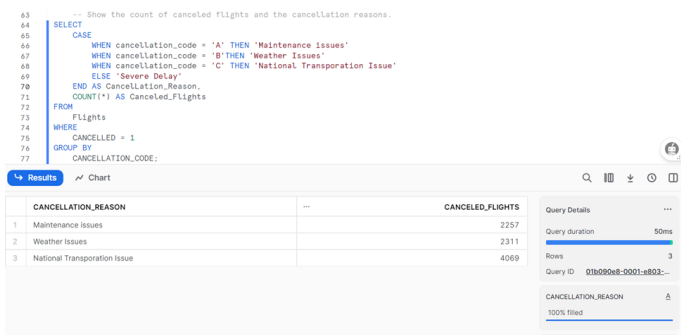 63 -- Show the count of canceled flights and the cancellation reasons.
64 SELECT
65 CASE
66 WHEN cancellation_code = 'A' THEN 'Maintenance issues'
67 WHEN cancellation_code = 'B'THEN 'Weather Issues'
68 WHEN cancellation_code = 'C' THEN 'National Transporation Issue'
69 ELSE 'Severe Delay'
70 END AS CanceLlation_Reason,
71 COUNT(*) AS Canceled_Flights
72 FROM
73 Flights
74 WHERE
75 CANCELLED = 1
76 GROUP BY
77 CANCELLATION_CODE;
Results Chart
CANCELLATION_REASON ... CANCELED_FLIGHTS
1 Maintenance issues 2257
2 Weather Issues 2311
3 National Transporation Issue 4069
Query Details ...
Query duration 50ms
Rows 3
Query ID 01b090e8-0001-e803-...
CANCELLATION_REASON A
100% filled